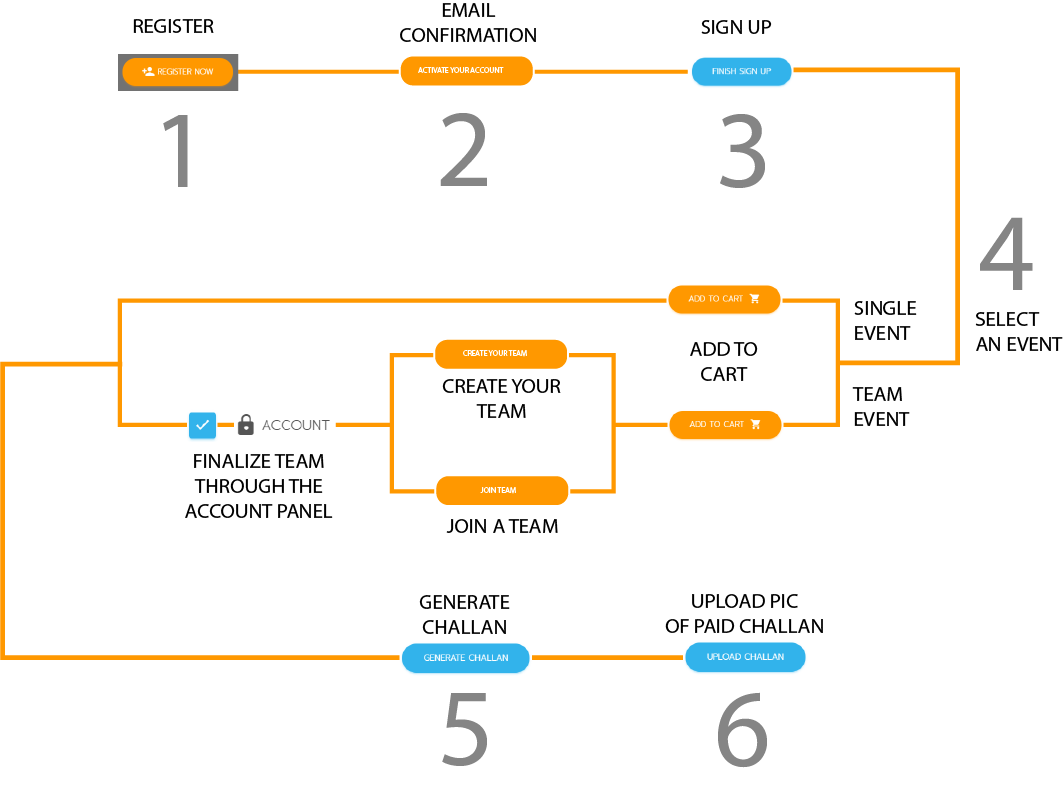 REGISTER
REGISTER NOW
1
EMAIL
CONFIRMATION
ACTIVATE YOUR ACCOUNT
2
SIGN UP
FINISH SIGN UP
3
4
SELECT
AN EVENT
SINGLE
EVENT
TEAM
EVENT
ADD TO CART
ADD TO
CART
ADD TO CART
CREATE YOUR TEAM
CREATE YOUR
TEAM
JOIN TEAM
JOIN A TEAM
ACCOUNT
FINALIZE TEAM
THROUGH THE
ACCOUNT PANEL
GENERATE
CHALLAN
GENERATE CHALLAN
5
UPLOAD PIC
OF PAID CHALLAN
UPLOAD CHALLAN
6